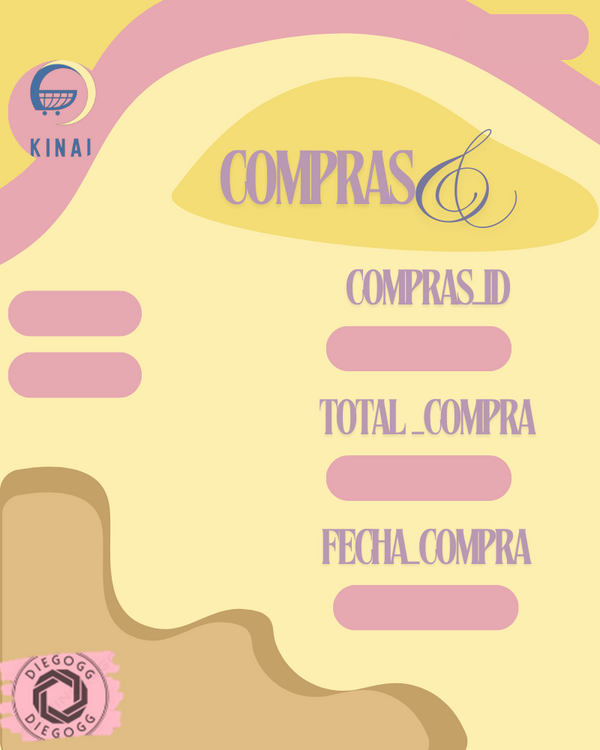 KINAI
COMPRAS&
COMPRAS_ID
TOTAL _COMPRA
FECHA_COMPRA
DIEGOGG
DIEGOGG